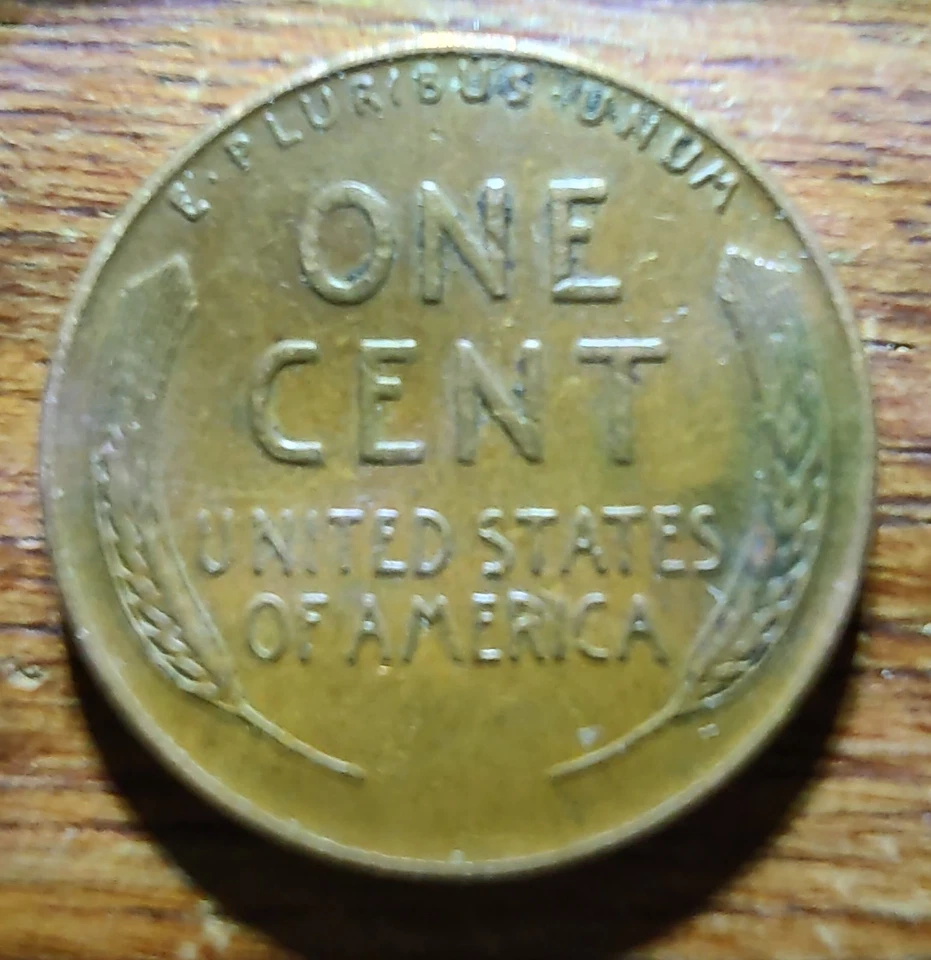 E·PLURIBUS·UNUM
ONE
CENT
UNITED STATES
OF AMERICA